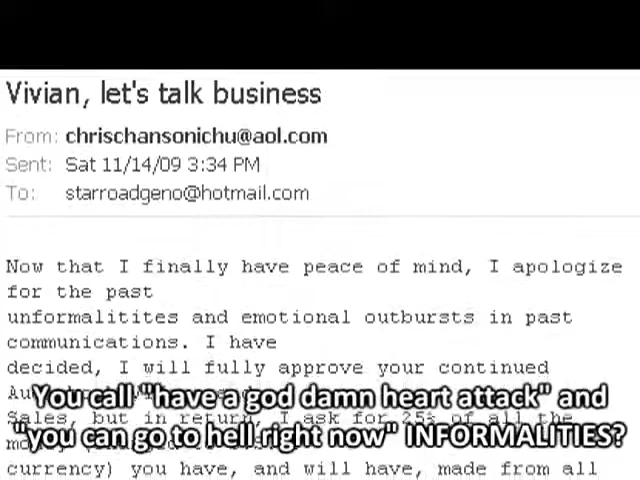 Vivian, let's talk business
From: chrischansonichu@aol.com
Sent: Sat 11/14/09 3:34 PM
To: starroadgeno@hotmail.com
Now that I finally have peace of mind, I apologize
for the past
unformalitites and emotional outbursts in past
communications. I have
decided, I will fully approve your continued
You call "have a god damn heart attack" and
Sales, but in return, I ask for 25% of all the
"you can go to hell right now" INFORMALITIES?
currency) you have, and will have, made from all